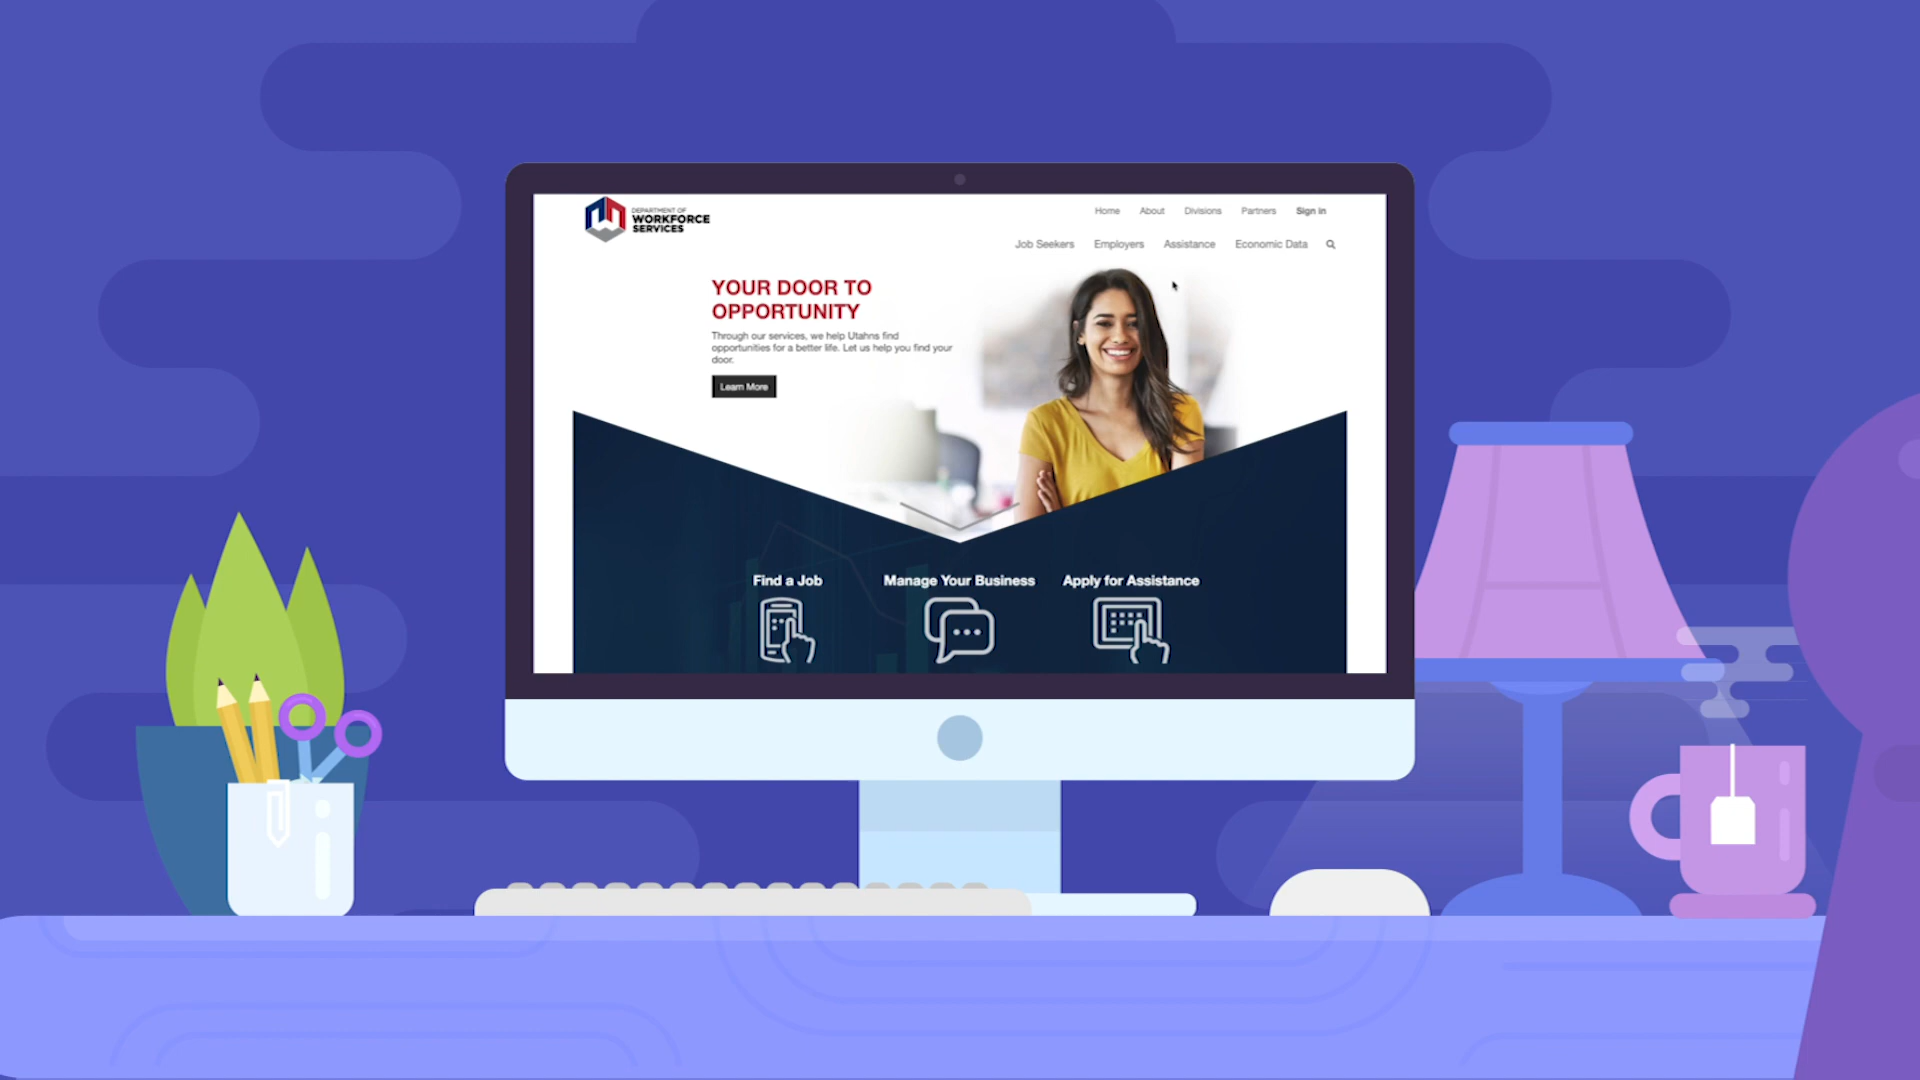 DEPARTMENT OF
WORKFORCE
SERVICES
Home About Divisions Partners Sign in
Job Seekers Employers Assistance Economic Data
YOUR DOOR TO
OPPORTUNITY
Through our services, we help Utahns find
opportunities for a better life. Let us help you find your
door.
Learn More
Find a Job Manage Your Business Apply for Assistance